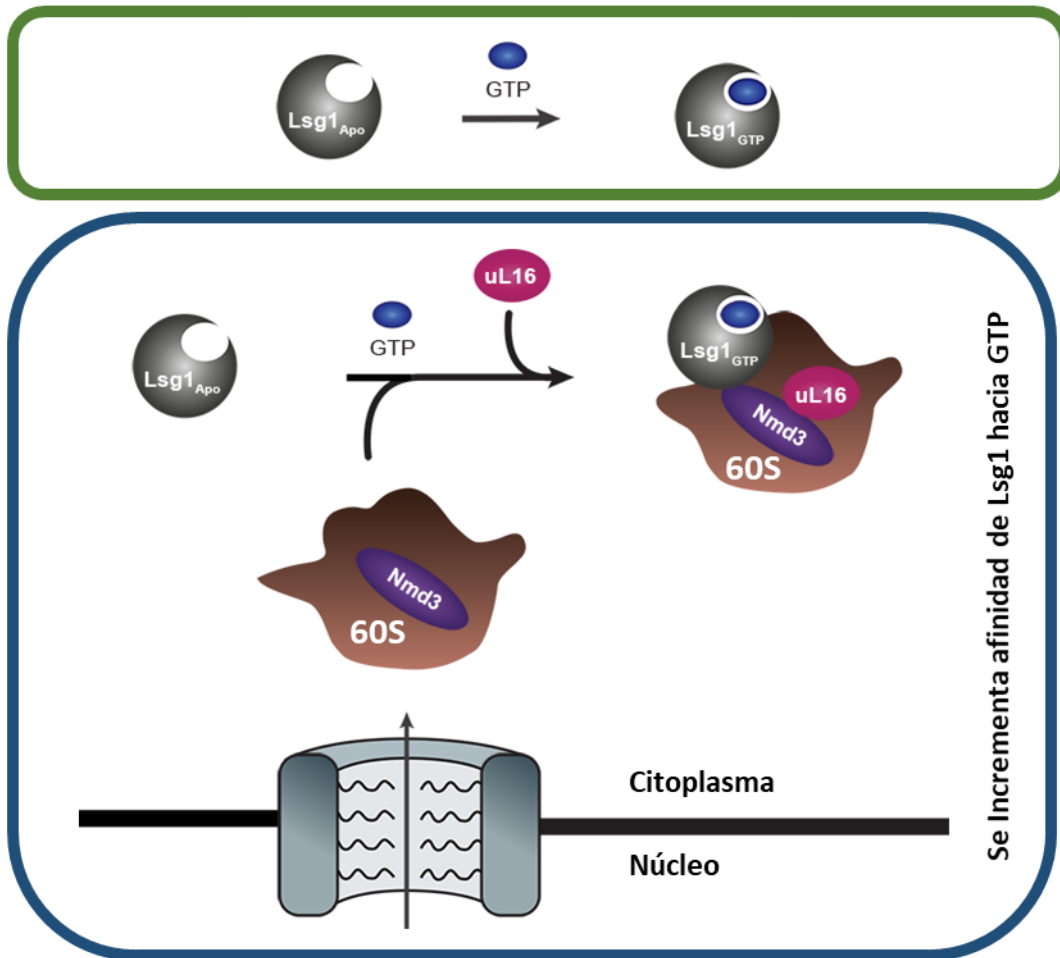 GTP
Lsg1Apo
Lsg1GTP
uL16
GTP
Lsg1Apo
Lsg1GTP
uL16
Nmd3
60S
Nmd3
60S
Citoplasma
Núcleo
Se Incrementa afinidad de Lsg1 hacia GTP